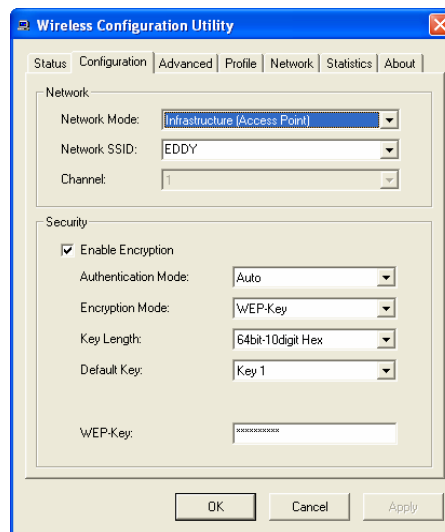 Wireless Configuration Utility
Status Configuration Advanced Profile Network Statistics About
Network
Network Mode: Infrastructure (Access Point)
Network SSID: EDDY
Channel: 1
Security
Enable Encryption
Authentication Mode: Auto
Encryption Mode: WEP-Key
Key Length: 64bit-10digit Hex
Default Key: Key 1
WEP-Key: **********
OK Cancel Apply